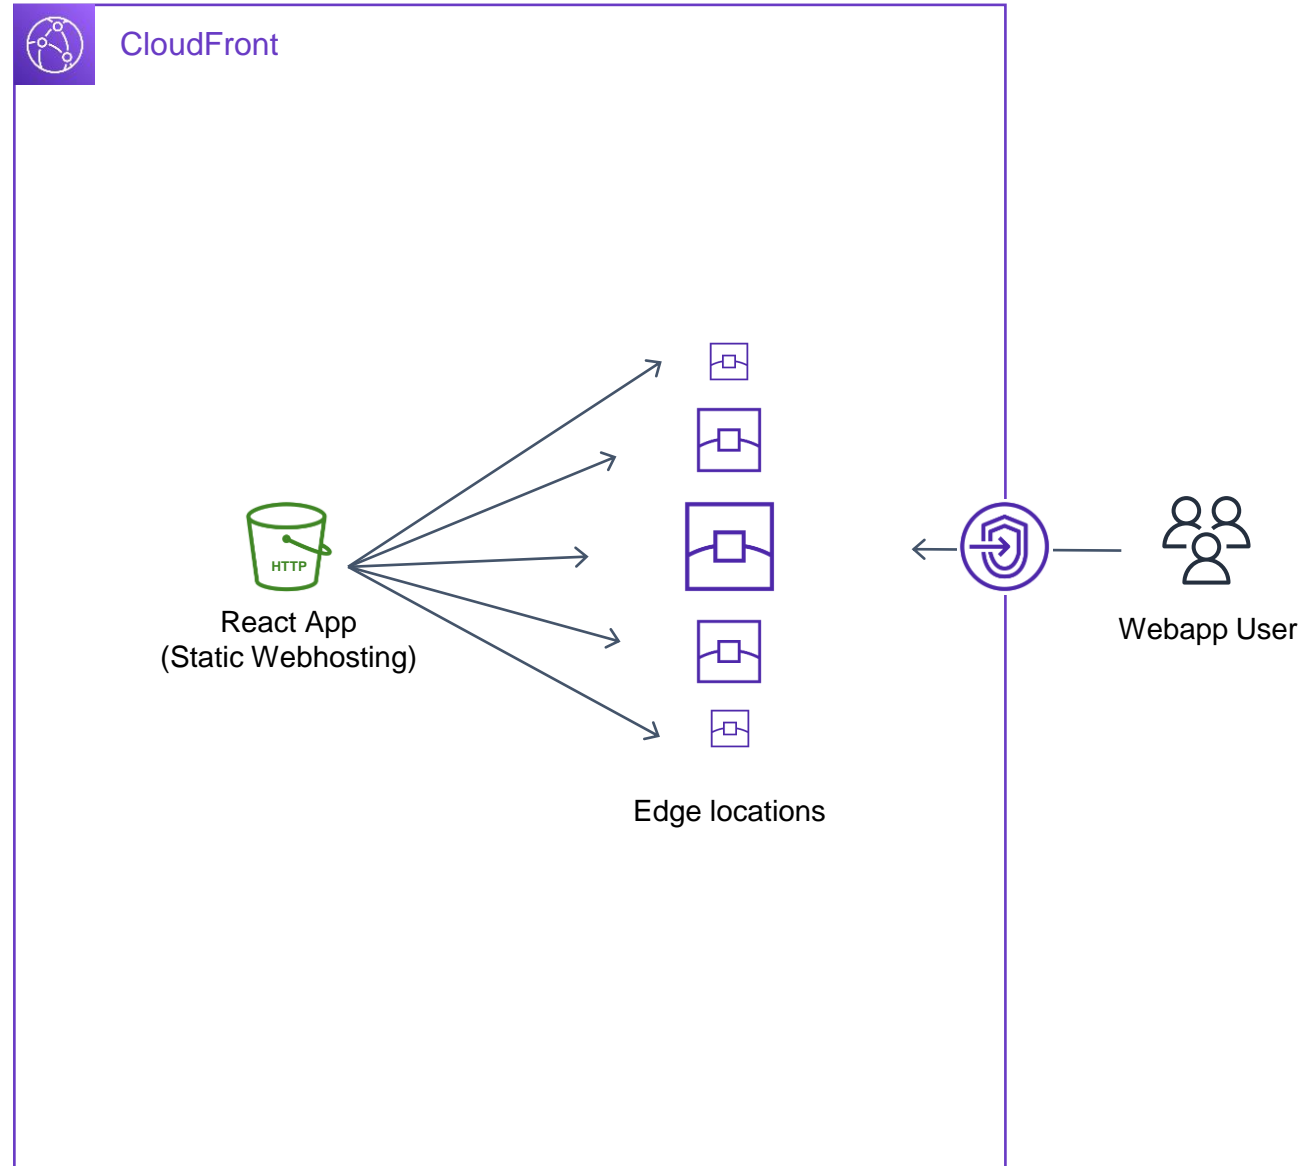 CloudFront
HTTP
React App
(Static Webhosting)
Edge locations
Webapp User